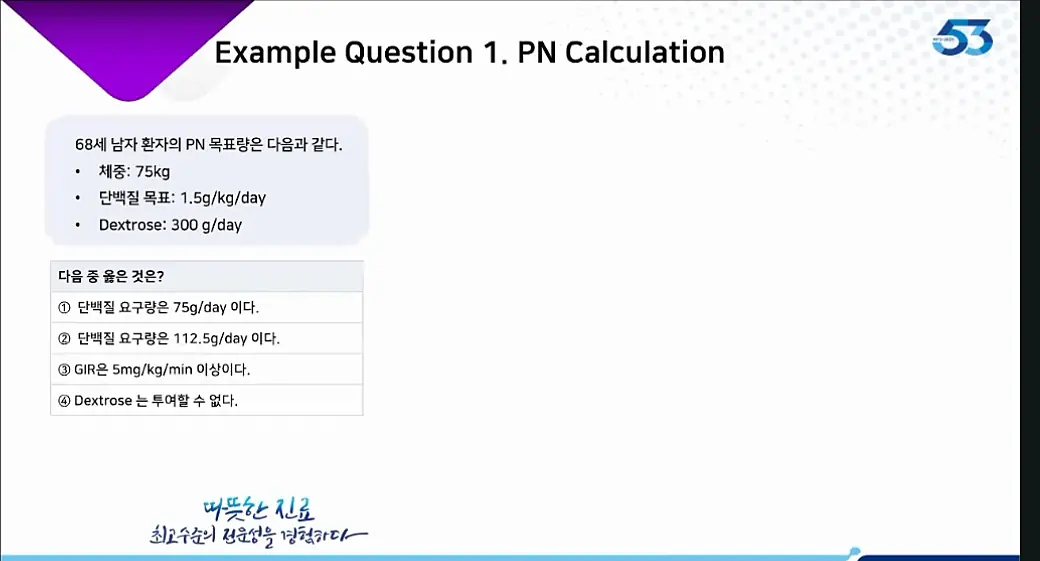 Example Question 1. PN Calculation
53
68세 남자 환자의 PN 목표량은 다음과 같다.
• 체중: 75kg
• 단백질 목표: 1.5g/kg/day
• Dextrose: 300 g/day
다음 중 옳은 것은?
① 단백질 요구량은 75g/day 이다.
② 단백질 요구량은 112.5g/day 이다.
③ GIR은 5mg/kg/min 이상이다.
④ Dextrose 는 투여할 수 없다.
따뜻한 진료
최고수준의 전문성을 경험하다